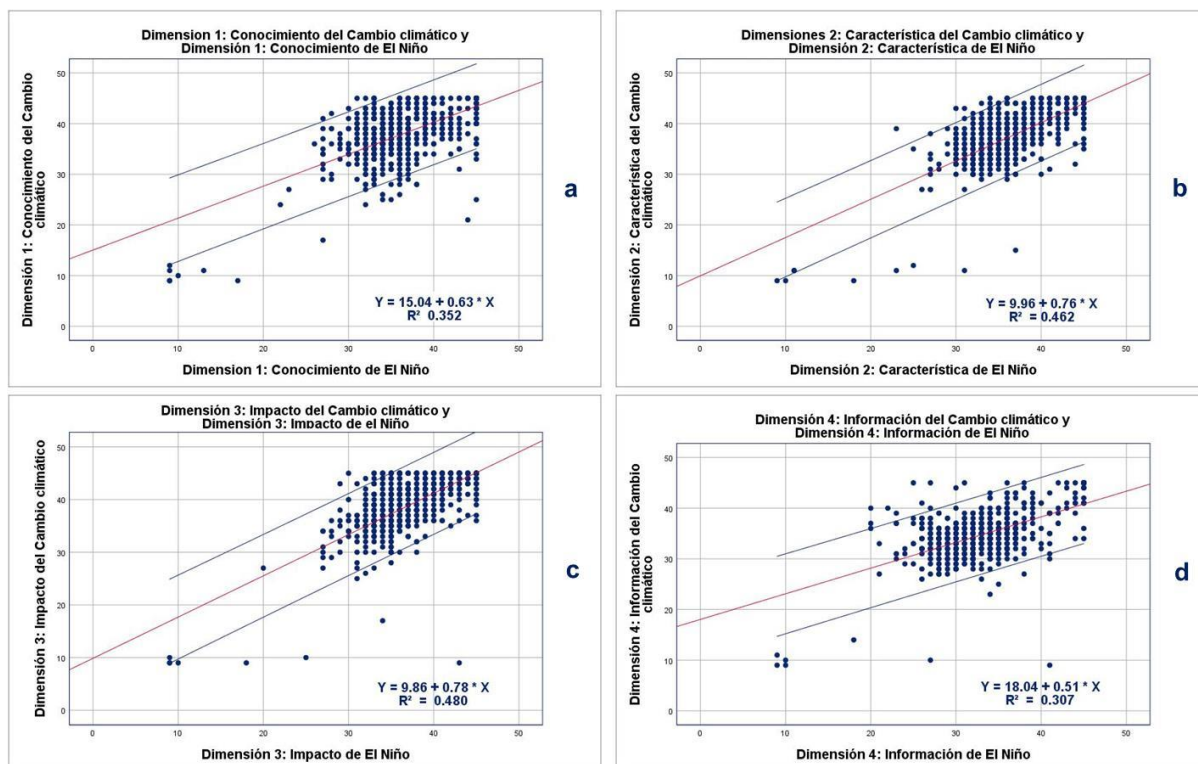 Dimension 1: Conocimiento del Cambio climático y
Dimensión 1: Conocimiento de El Niño
Dimensión 1: Conocimiento del Cambio
climático
50
40
30
20
10
0
a
Y = 15.04 + 0.63 * X
R² 0.352
0 10 20 30 40 50
Dimension 1: Conocimiento de El Niño
Dimensiones 2: Característica del Cambio climático y
Dimensión 2: Característica de El Niño
Dimensión 2: Característica del Cambio
climático
50
40
30
20
10
0
b
Y = 9.96 + 0.76 * X
R² = 0.462
0 10 20 30 40 50
Dimensión 2: Característica de El Niño
Dimensión 3: Impacto del Cambio climático y
Dimensión 3: Impacto de el Niño
Dimensión 3: Impacto del Cambio climático
50
40
30
20
10
0
c
Y = 9.86 + 0.78 * X
R² = 0.480
0 10 20 30 40 50
Dimensión 3: Impacto de El Niño
Dimensión 4: Información del Cambio climático y
Dimensión 4: Información de El Niño
Dimensión 4: Información del Cambio
climático
50
40
30
20
10
0
d
Y = 18.04 + 0.51 * X
R² = 0.307
0 10 20 30 40 50
Dimensión 4: Información de El Niño